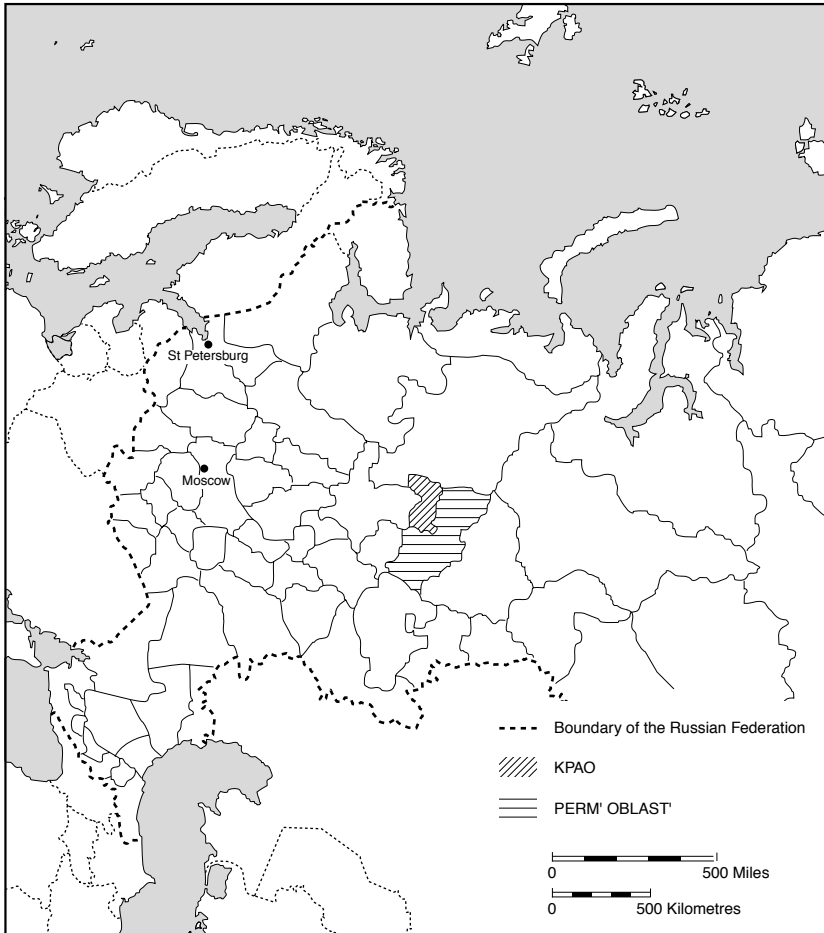 St Petersburg
Moscow
Boundary of the Russian Federation
KPAO
PERM' OBLAST'
0 500 Miles
0 500 Kilometres